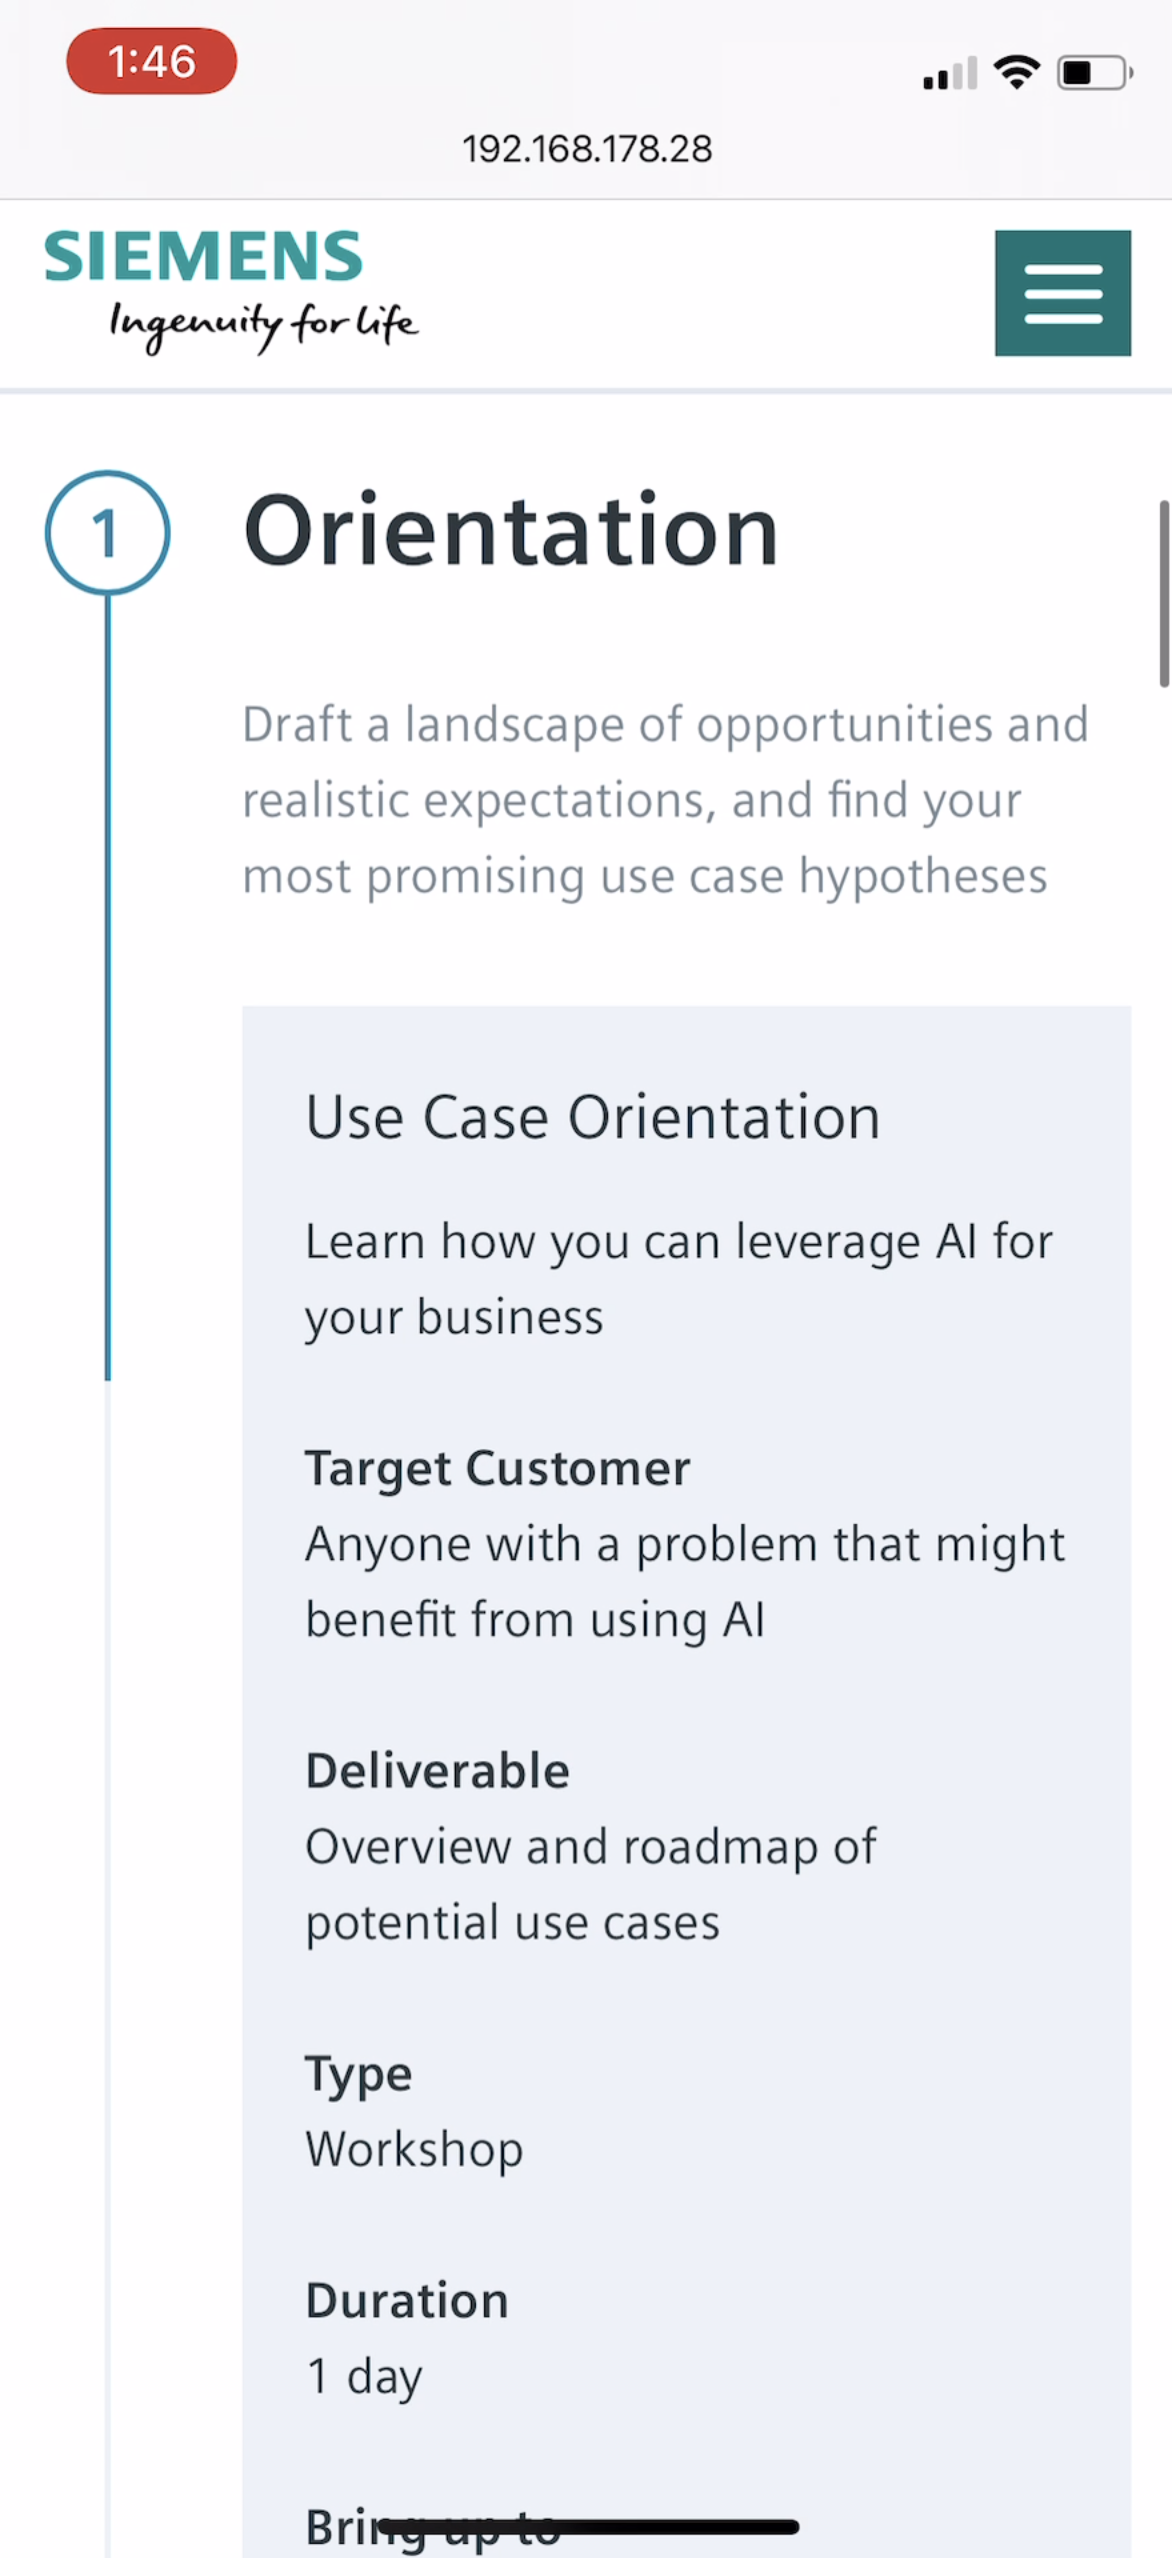 1:46
192.168.178.28
SIEMENS
Ingenuity for life
1
Orientation
Draft a landscape of opportunities and
realistic expectations, and find your
most promising use case hypotheses
Use Case Orientation
Learn how you can leverage AI for
your business
Target Customer
Anyone with a problem that might
benefit from using AI
Deliverable
Overview and roadmap of
potential use cases
Type
Workshop
Duration
1 day
Bring up to